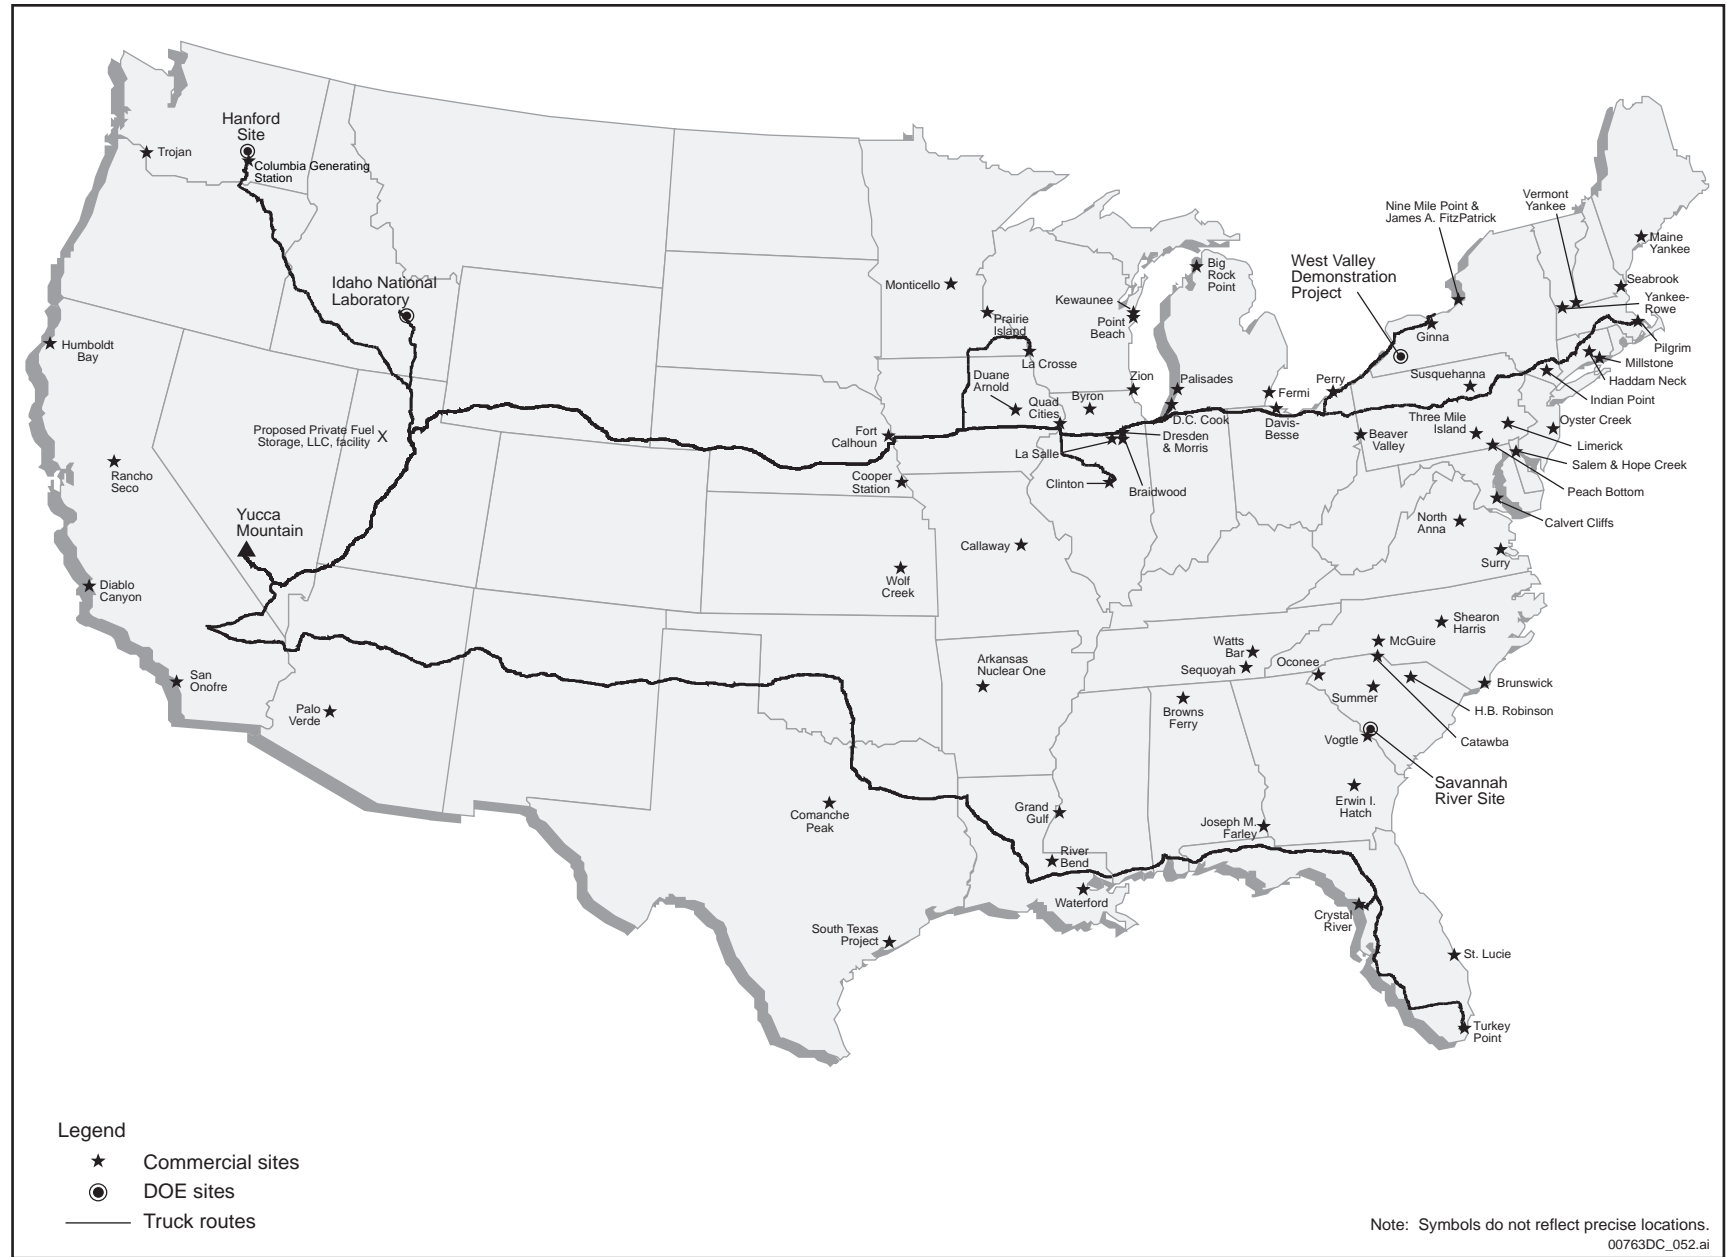 Hanford
Site
Trojan
Columbia Generating
Station
Idaho National
Laboratory
Humboldt
Bay
Proposed Private Fuel
Storage, LLC, facility
X
Rancho
Seco
Yucca
Mountain
Diablo
Canyon
San
Onofre
Palo
Verde
Monticello
Prairie
Island
La Crosse
Kewaunee
Point
Beach
Big
Rock
Point
Duane
Arnold
Quad
Cities
Byron
Zion
Palisades
D.C. Cook
Fort
Calhoun
Cooper
Station
La Salle
Dresden
& Morris
Clinton
Braidwood
Callaway
Wolf
Creek
Arkansas
Nuclear One
Comanche
Peak
South Texas
Project
Grand
Gulf
River
Bend
Waterford
Fermi
Davis-
Besse
Perry
West Valley
Demonstration
Project
Nine Mile Point &
James A. FitzPatrick
Ginna
Vermont
Yankee
Maine
Yankee
Seabrook
Yankee-
Rowe
Pilgrim
Millstone
Haddam Neck
Indian Point
Susquehanna
Three Mile
Island
Beaver
Valley
Oyster Creek
Limerick
Salem & Hope Creek
Peach Bottom
Calvert Cliffs
North
Anna
Surry
Shearon
Harris
McGuire
Watts
Bar
Sequoyah
Oconee
Summer
Brunswick
H.B. Robinson
Catawba
Browns
Ferry
Vogtle
Savannah
River Site
Erwin I.
Hatch
Joseph M.
Farley
Crystal
River
St. Lucie
Turkey
Point
Legend
Commercial sites
DOE sites
Truck routes
Note: Symbols do not reflect precise locations.
00763DC_052.ai